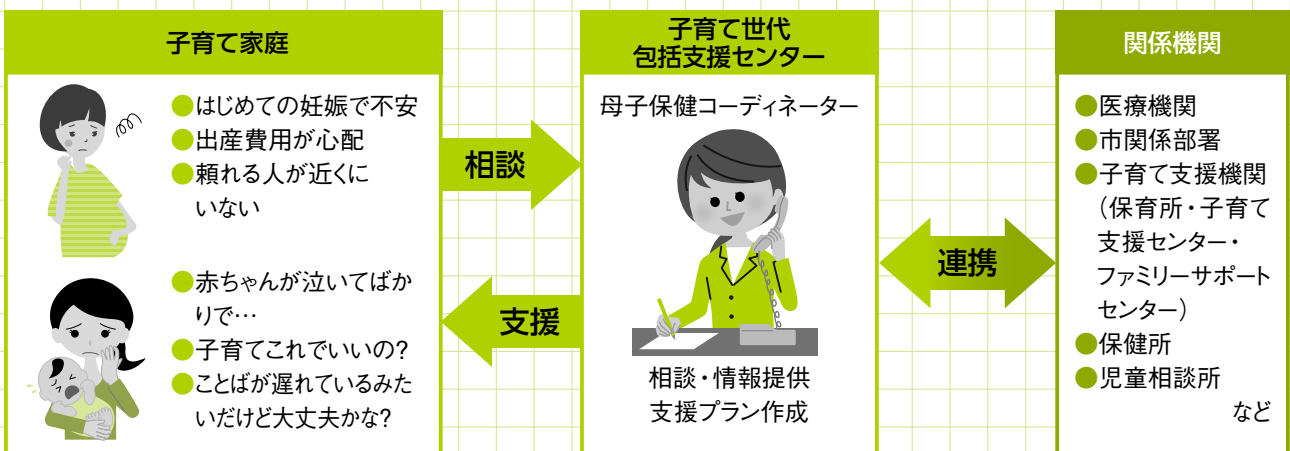 子育て家庭
●はじめての妊娠で不安
●出産費用が心配
●頼れる人が近くに
いない
●赤ちゃんが泣いてばか
りで…
●子育てこれでいいの？
●ことばが遅れているみた
いだけど大丈夫かな？
相談
支援
子育て世代
包括支援センター
母子保健コーディネーター
相談・情報提供
支援プラン作成
連携
関係機関
●医療機関
●市関係部署
●子育て支援機関
（保育所・子育て
支援センター・
ファミリーサポート
センター）
●保健所
●児童相談所
など